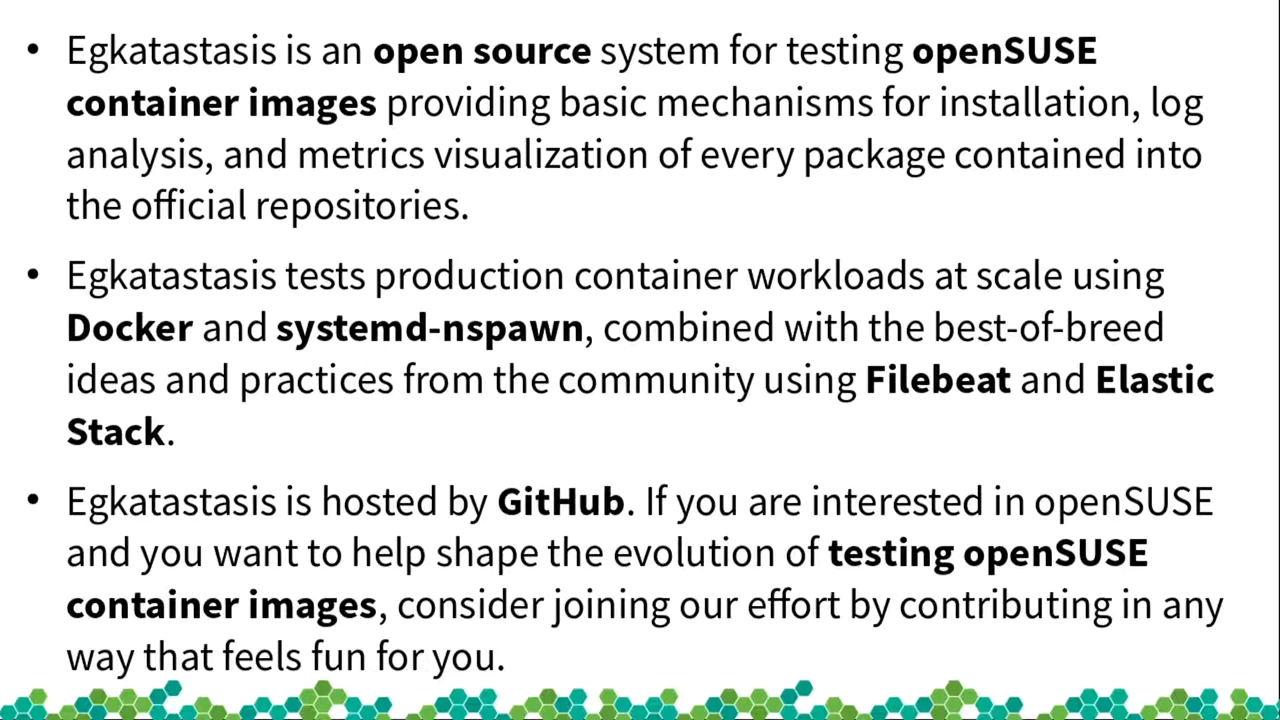 • Egkatastasis is an open source system for testing openSUSE
container images providing basic mechanisms for installation, log
analysis, and metrics visualization of every package contained into
the official repositories.
• Egkatastasis tests production container workloads at scale using
Docker and systemd-nspawn, combined with the best-of-breed
ideas and practices from the community using Filebeat and Elastic
Stack.
• Egkatastasis is hosted by GitHub. If you are interested in openSUSE
and you want to help shape the evolution of testing openSUSE
container images, consider joining our effort by contributing in any
way that feels fun for you.